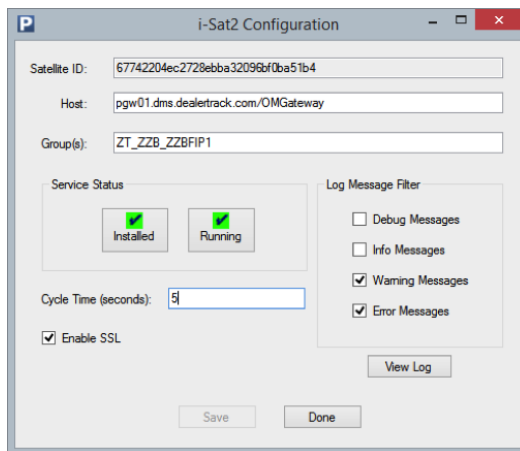 P
i-Sat2 Configuration
Satellite ID: 67742204ec2728ebba32096bf0ba51b4
Host: pgw01.dms.dealertrack.com/OMGateway
Group(s): ZT_ZZB_ZZBFIP1
Service Status
Installed
Running
Cycle Time (seconds): 5
Enable SSL
Log Message Filter
Debug Messages
Info Messages
Warning Messages
Error Messages
View Log
Save
Done